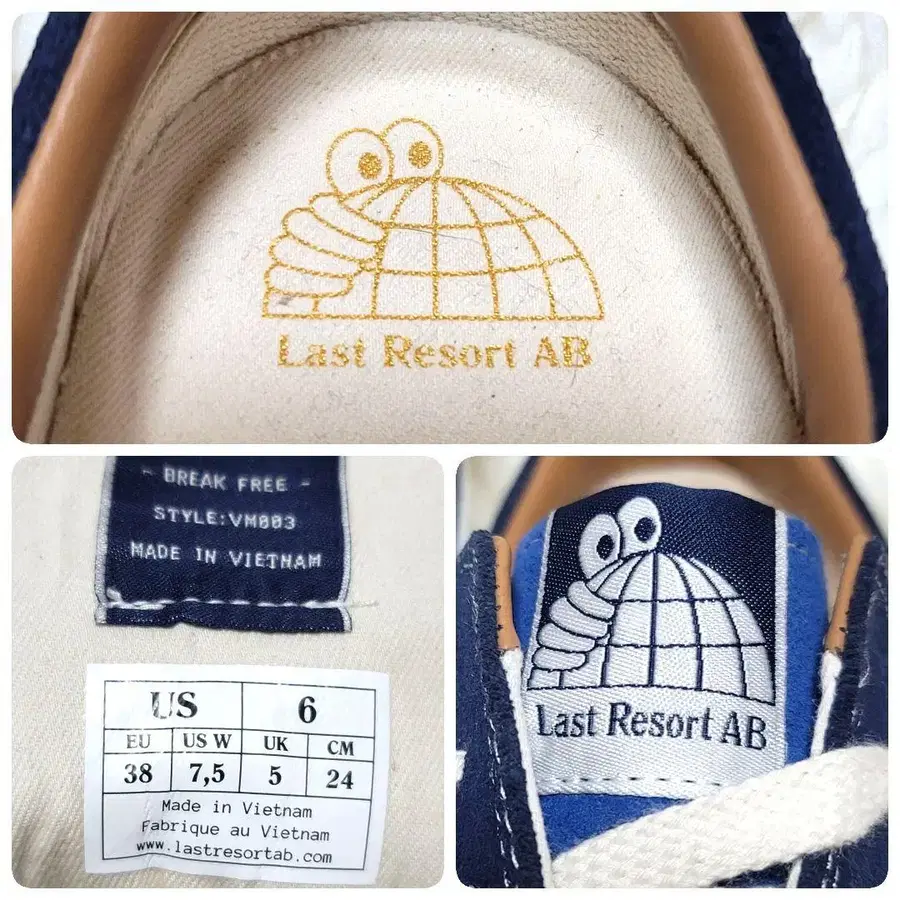 Last Resort AB
- BREAK FREE -
STYLE:VM003
MADE IN VIETNAM
US 6
EU US W UK CM
38 7,5 5 24
Made in Vietnam
Fabrique au Vietnam
www.lastresortab.com
Last Resort AB